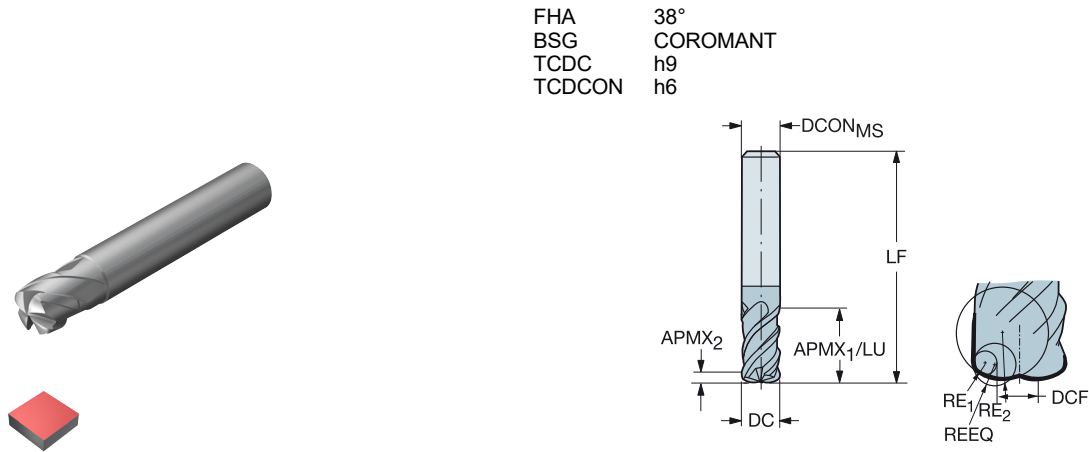 FHA 38°
BSG COROMANT
TCDC h9
TCDCON h6
DCONMS
LF
APMX2
APMX1/LU
DC
RE1
RE2
DCF
REEQ